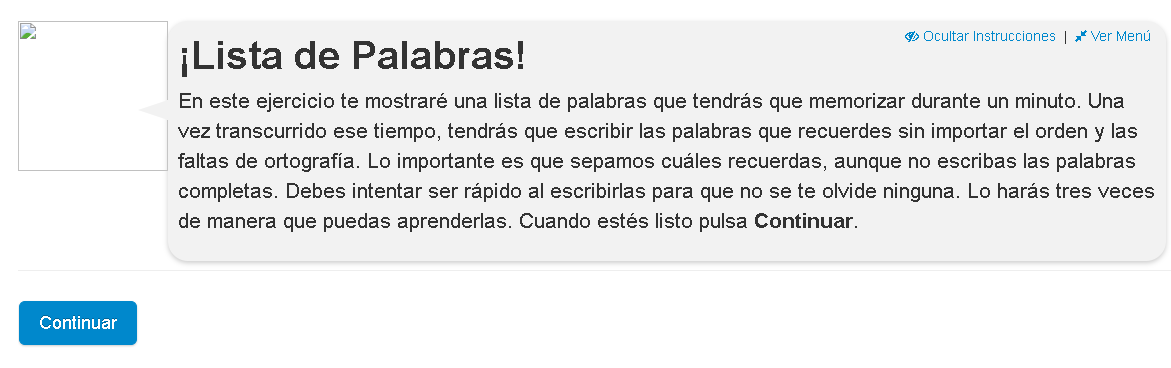 Ocultar Instrucciones | Ver Menú
¡Lista de Palabras!
En este ejercicio te mostraré una lista de palabras que tendrás que memorizar durante un minuto. Una
vez transcurrido ese tiempo, tendrás que escribir las palabras que recuerdes sin importar el orden y las
faltas de ortografía. Lo importante es que sepamos cuáles recuerdas, aunque no escribas las palabras
completas. Debes intentar ser rápido al escribirlas para que no se te olvide ninguna. Lo harás tres veces
de manera que puedas aprenderlas. Cuando estés listo pulsa Continuar.
Continuar